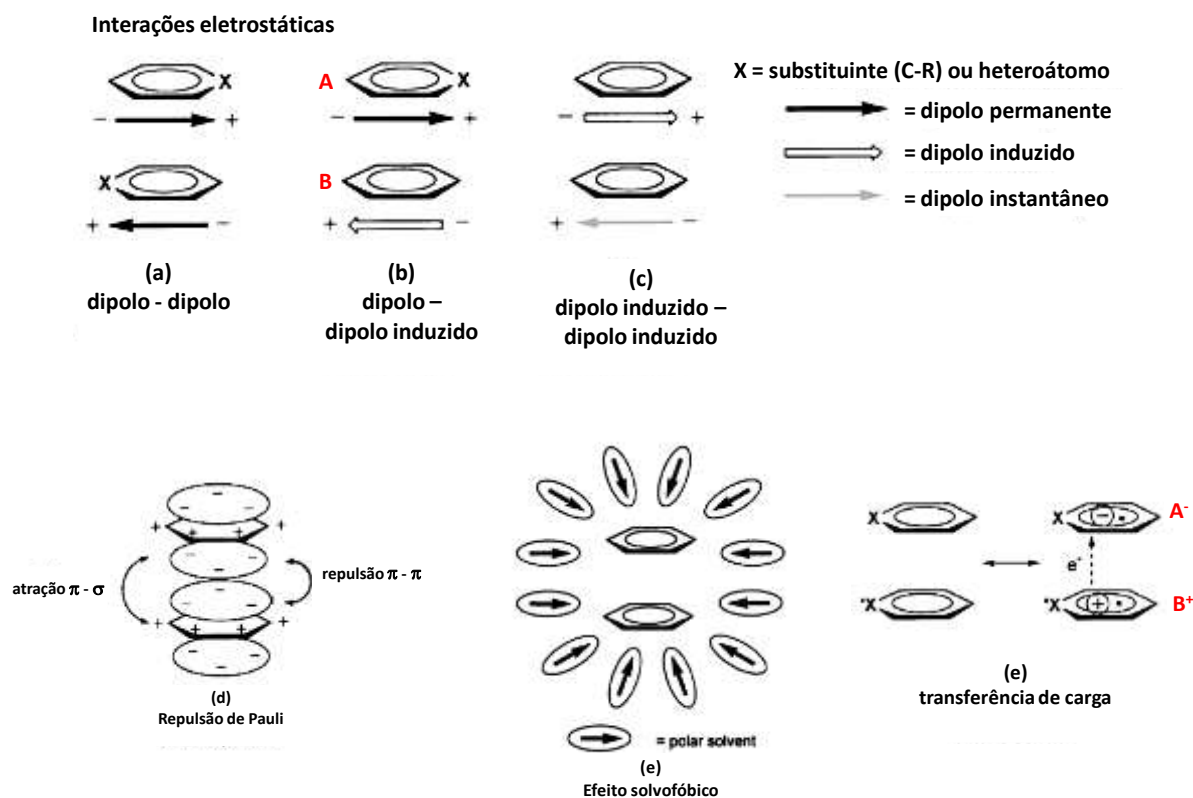 Interações eletrostáticas
X
- +
X
+ -
(a)
dipolo - dipolo
A
X
- +
B
+ -
(b)
dipolo –
dipolo induzido
- +
+ -
(c)
dipolo induzido –
dipolo induzido
X = substituinte (C-R) ou heteroátomo
= dipolo permanente
= dipolo induzido
= dipolo instantâneo
atração π - σ
repulsão π - π
(d)
Repulsão de Pauli
= polar solvent
(e)
Efeito solvofóbico
X
X
A-
e-
"X
"X
B+
(e)
transferência de carga